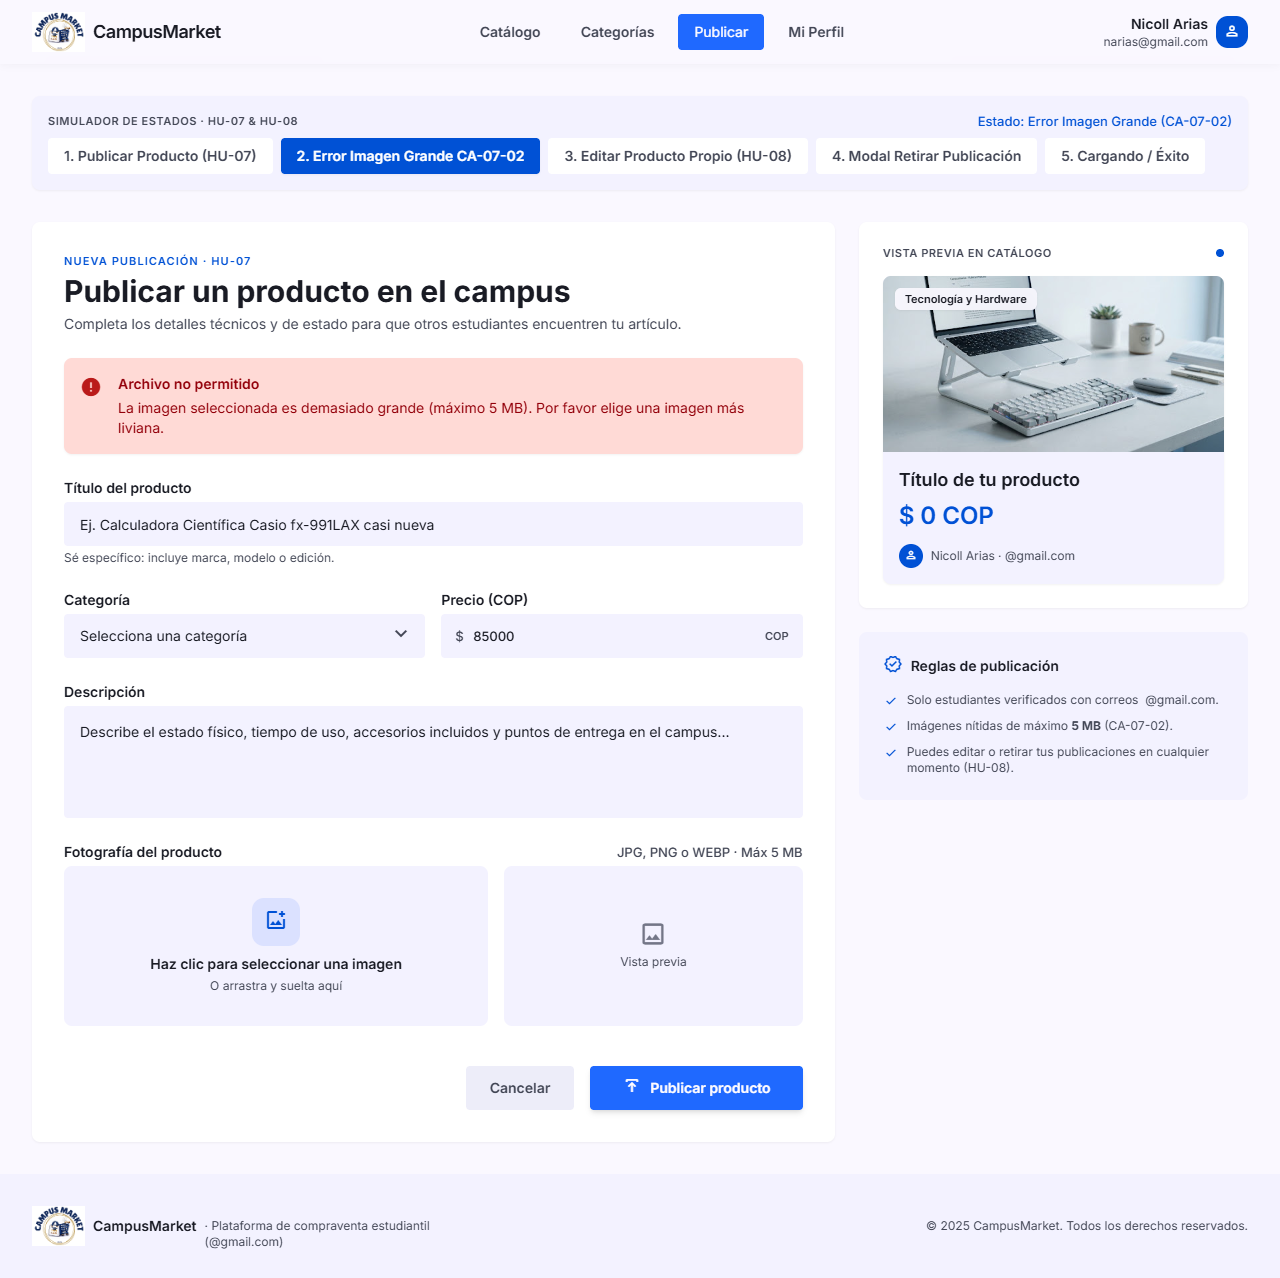 CAMPUS MARKET
CampusMarket
Catálogo
Categorías
Publicar
Mi Perfil
Nicoll Arias
narias@gmail.com
SIMULADOR DE ESTADOS · HU-07 & HU-08
Estado: Error Imagen Grande (CA-07-02)
1. Publicar Producto (HU-07)
2. Error Imagen Grande CA-07-02
3. Editar Producto Propio (HU-08)
4. Modal Retirar Publicación
5. Cargando / Éxito
NUEVA PUBLICACIÓN · HU-07
Publicar un producto en el campus
Completa los detalles técnicos y de estado para que otros estudiantes encuentren tu artículo.
Archivo no permitido
La imagen seleccionada es demasiado grande (máximo 5 MB). Por favor elige una imagen más
liviana.
Título del producto
Ej. Calculadora Científica Casio fx-991LAX casi nueva
Sé específico: incluye marca, modelo o edición.
Categoría
Selecciona una categoría
Precio (COP)
$ 85000 COP
Descripción
Describe el estado físico, tiempo de uso, accesorios incluidos y puntos de entrega en el campus...
Fotografía del producto
JPG, PNG o WEBP · Máx 5 MB
Haz clic para seleccionar una imagen
O arrastra y suelta aquí
Vista previa
Cancelar
Publicar producto
VISTA PREVIA EN CATÁLOGO
Tecnología y Hardware
Título de tu producto
$ 0 COP
Nicoll Arias · @gmail.com
Reglas de publicación
Solo estudiantes verificados con correos @gmail.com.
Imágenes nítidas de máximo 5 MB (CA-07-02).
Puedes editar o retirar tus publicaciones en cualquier
momento (HU-08).
CAMPUS MARKET
CampusMarket
· Plataforma de compraventa estudiantil
(@gmail.com)
© 2025 CampusMarket. Todos los derechos reservados.